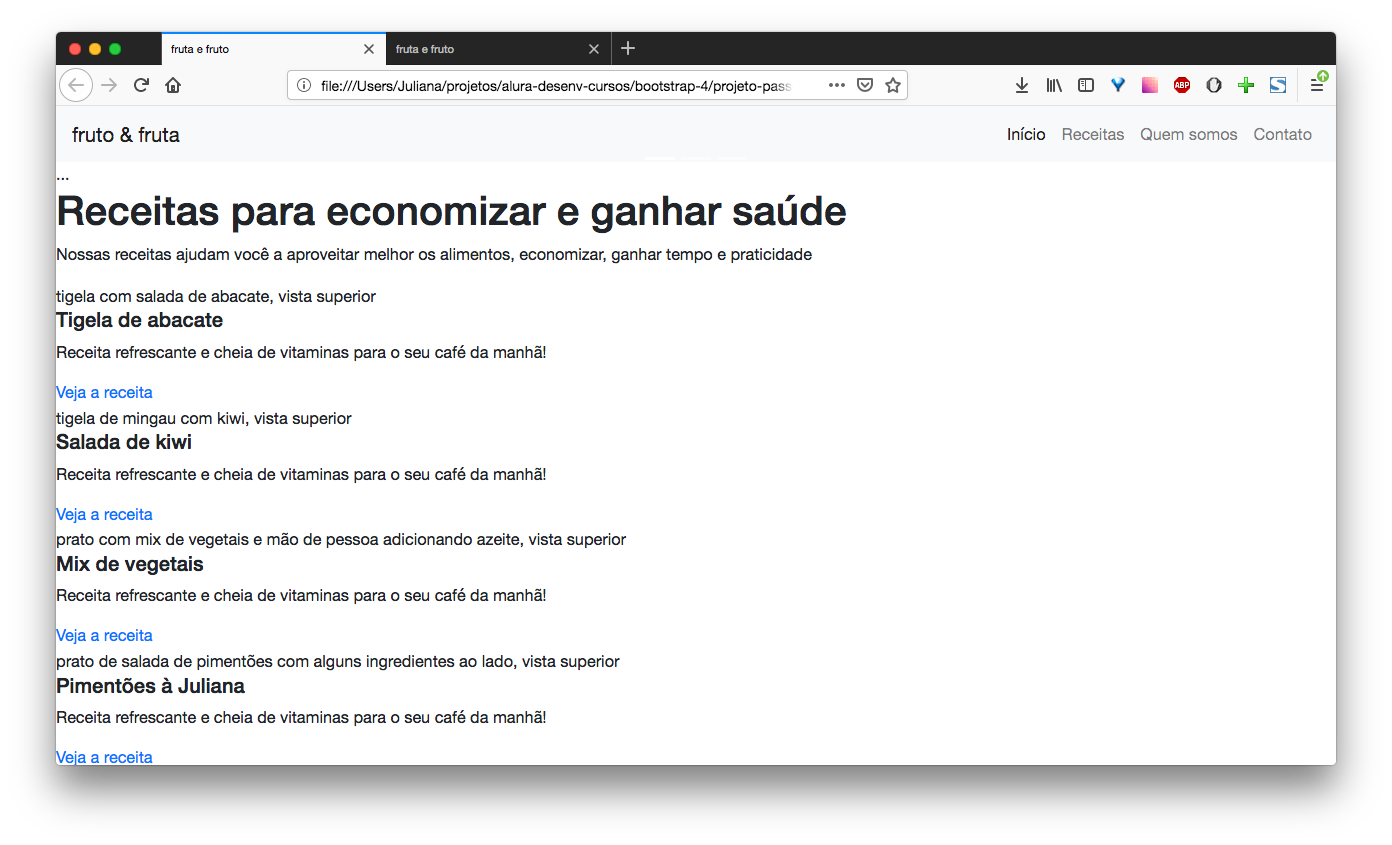 fruta e fruto
fruta e fruto
file:///Users/Juliana/projetos/alura-desenv-cursos/bootstrap-4/projeto-pass
ABP
fruto & fruta
Início Receitas Quem somos Contato
...
Receitas para economizar e ganhar saúde
Nossas receitas ajudam você a aproveitar melhor os alimentos, economizar, ganhar tempo e praticidade
tigela com salada de abacate, vista superior
Tigela de abacate
Receita refrescante e cheia de vitaminas para o seu café da manhã!
Veja a receita
tigela de mingau com kiwi, vista superior
Salada de kiwi
Receita refrescante e cheia de vitaminas para o seu café da manhã!
Veja a receita
prato com mix de vegetais e mão de pessoa adicionando azeite, vista superior
Mix de vegetais
Receita refrescante e cheia de vitaminas para o seu café da manhã!
Veja a receita
prato de salada de pimentões com alguns ingredientes ao lado, vista superior
Pimentões à Juliana
Receita refrescante e cheia de vitaminas para o seu café da manhã!
Veja a receita